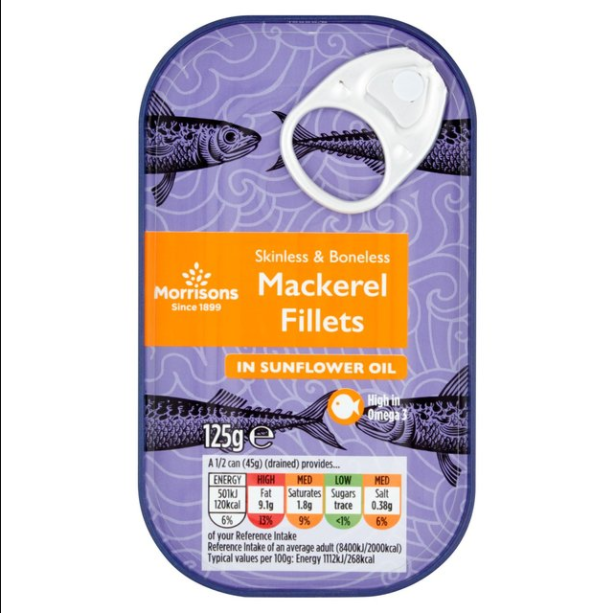 Skinless & Boneless
Morrisons
Since 1899
Mackerel
Fillets
IN SUNFLOWER OIL
High in
Omega 3
125g ℮
A 1/2 can (45g) (drained) provides...
ENERGY HIGH MED LOW MED
501kJ Fat Saturates Sugars Salt
120kcal 9.1g 1.8g trace 0.38g
6% 13% 9% <1% 6%
of your Reference Intake
Reference Intake of an average adult (8400kJ/2000kcal)
Typical values per 100g: Energy 1112kJ/268kcal